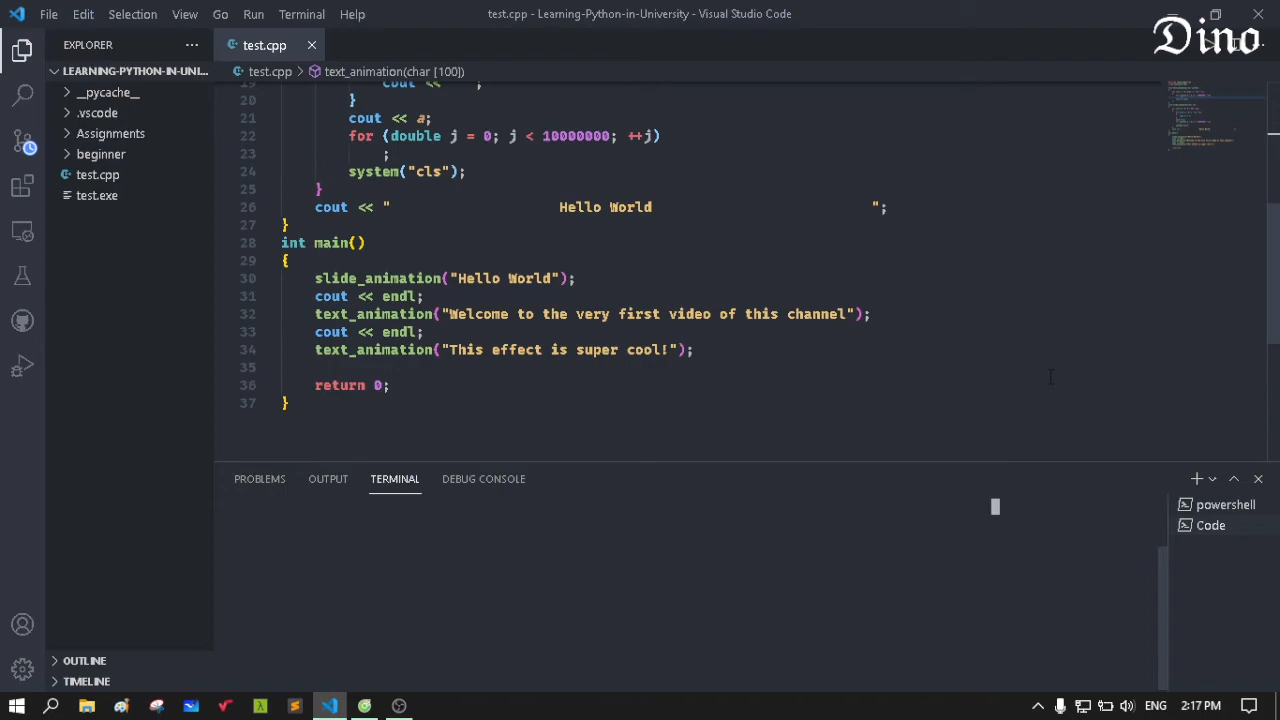 File Edit Selection View Go Run Terminal Help
test.cpp - Learning-Python-in-University - Visual Studio Code
Dino
EXPLORER
test.cpp
LEARNING-PYTHON-IN-UNI...
test.cpp > text_animation(char [100])
__pycache__
.vscode
Assignments
beginner
test.cpp
test.exe
20 }
21 cout << a;
22 for (double j = 0; j < 10000000; ++j)
23 ;
24 system("cls");
25 }
26 cout << " Hello World ";
27 }
28 int main()
29 {
30 slide_animation("Hello World");
31 cout << endl;
32 text_animation("Welcome to the very first video of this channel");
33 cout << endl;
34 text_animation("This effect is super cool!");
35
36 return 0;
37 }
PROBLEMS OUTPUT TERMINAL DEBUG CONSOLE
powershell
Code
OUTLINE
TIMELINE
ENG 2:17 PM